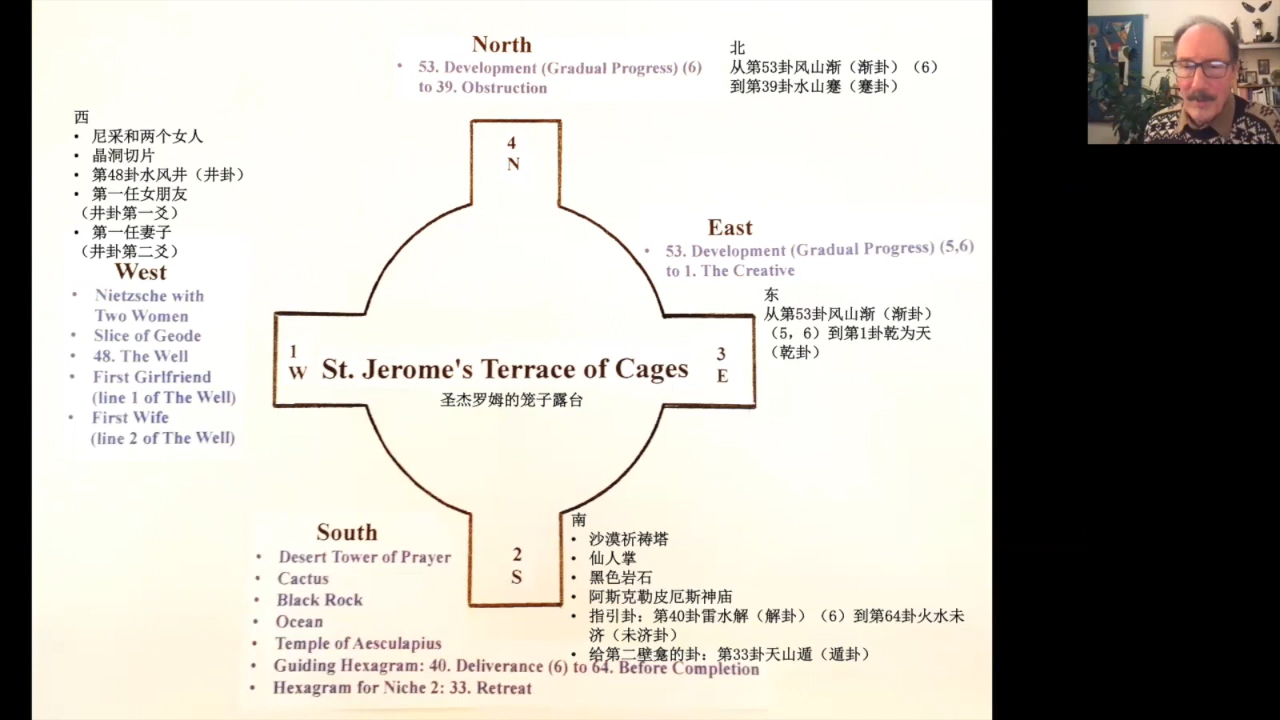 North
• 53. Development (Gradual Progress) (6)
to 39. Obstruction
北
从第53卦风山渐（渐卦）（6）
到第39卦水山蹇（蹇卦）
西
• 尼采和两个女人
• 晶洞切片
• 第48卦水风井（井卦）
• 第一任女朋友
（井卦第一爻）
• 第一任妻子
（井卦第二爻）
West
• Nietzsche with
Two Women
• Slice of Geode
• 48. The Well
• First Girlfriend
(line 1 of The Well)
• First Wife
(line 2 of The Well)
4
N
East
• 53. Development (Gradual Progress) (5,6)
to 1. The Creative
东
从第53卦风山渐（渐卦）
（5，6）到第1卦乾为天
（乾卦）
1
W
St. Jerome's Terrace of Cages
圣杰罗姆的笼子露台
3
E
2
S
South
• Desert Tower of Prayer
• Cactus
• Black Rock
• Ocean
• Temple of Aesculapius
• Guiding Hexagram: 40. Deliverance (6) to 64. Before Completion
• Hexagram for Niche 2: 33. Retreat
南
• 沙漠祈祷塔
• 仙人掌
• 黑色岩石
• 阿斯克勒皮厄斯神庙
• 指引卦：第40卦雷水解（解卦）（6）到第64卦火水未
济（未济卦）
• 给第二壁龛的卦：第33卦天山遁（遁卦）